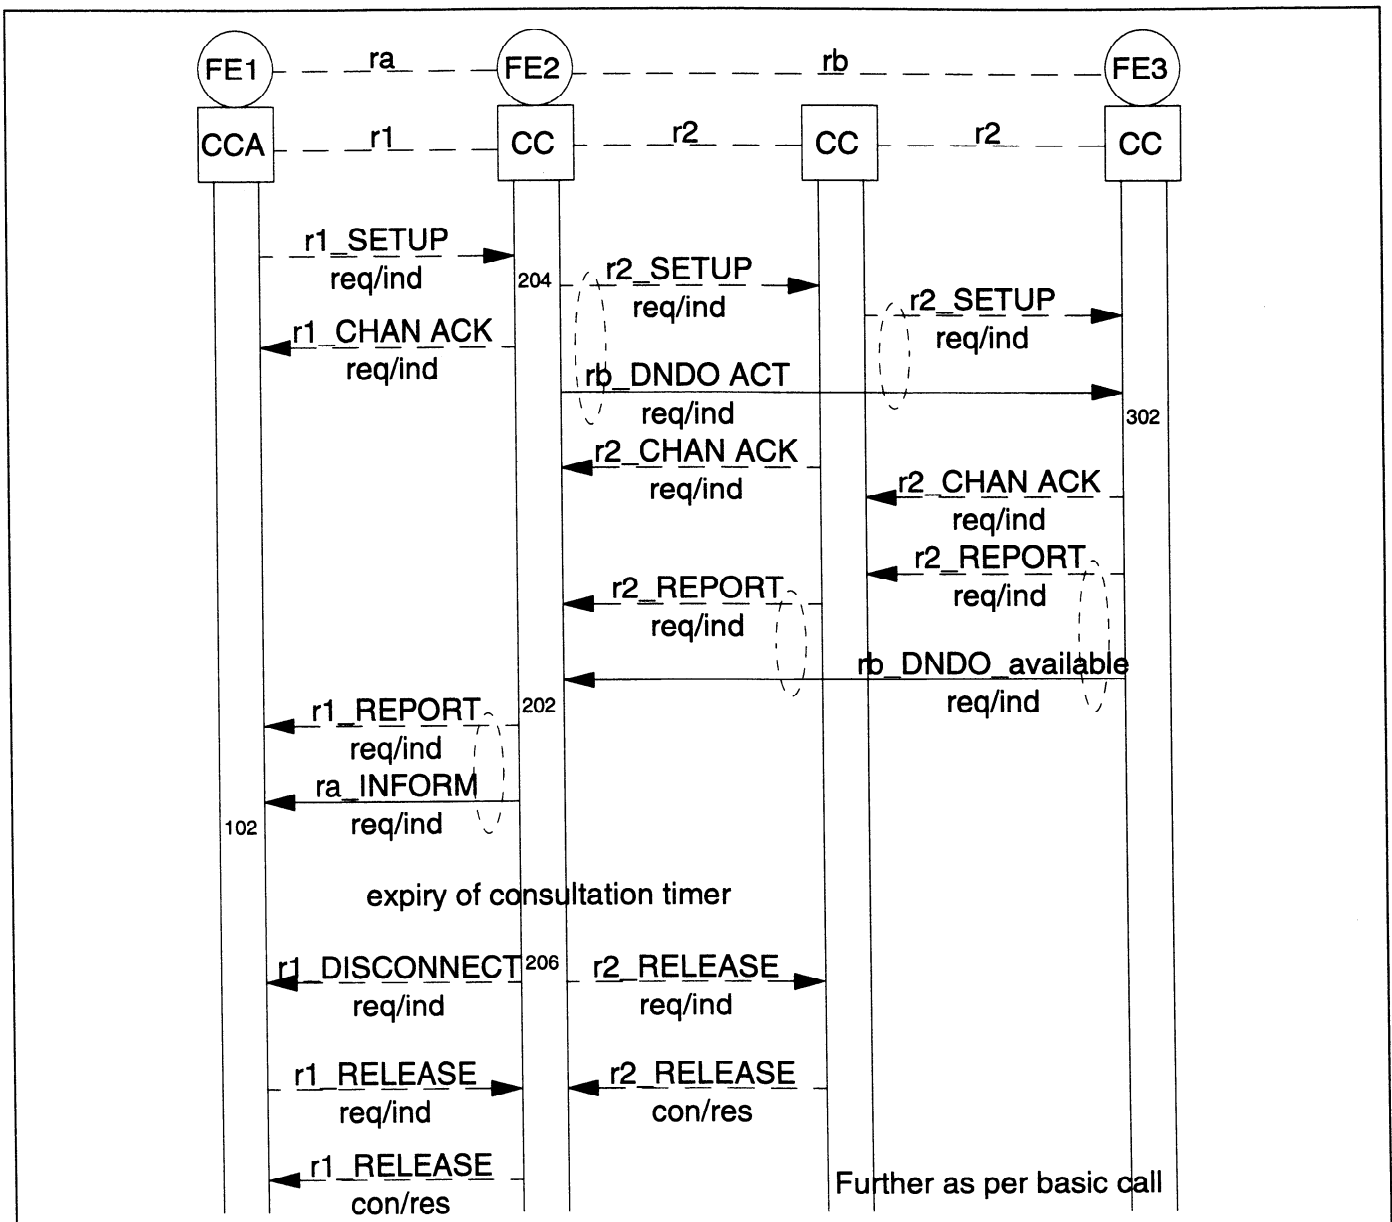 FE1 ra FE2 rb FE3
CCA r1 CC r2 CC r2 CC
r1_SETUP
req/ind
204
r2_SETUP
req/ind
r2_SETUP
req/ind
r1_CHAN ACK
req/ind
rb_DNDO ACT
req/ind
302
r2_CHAN ACK
req/ind
r2_CHAN ACK
req/ind
r2_REPORT
req/ind
r2_REPORT
req/ind
rb_DNDO_available
req/ind
202
r1_REPORT
req/ind
ra_INFORM
req/ind
102
expiry of consultation timer
r1_DISCONNECT
req/ind
206
r2_RELEASE
req/ind
r1_RELEASE
req/ind
r2_RELEASE
con/res
r1_RELEASE
con/res
Further as per basic call